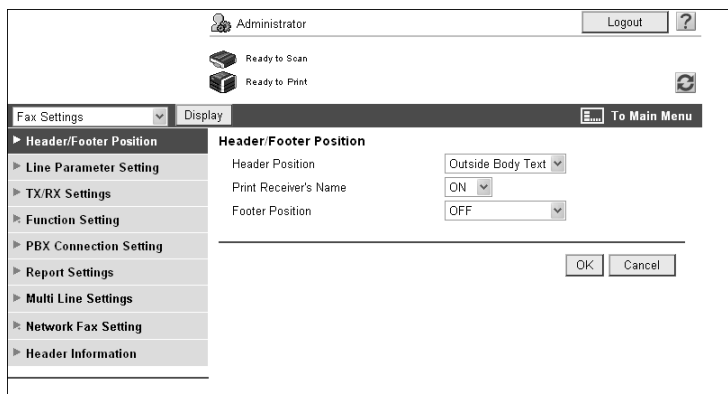 Administrator
Logout
?
Ready to Scan
Ready to Print
Fax Settings
Display
To Main Menu
Header/Footer Position
Line Parameter Setting
TX/RX Settings
Function Setting
PBX Connection Setting
Report Settings
Multi Line Settings
Network Fax Setting
Header Information
Header/Footer Position
Header Position
Outside Body Text
Print Receiver's Name
ON
Footer Position
OFF
OK
Cancel